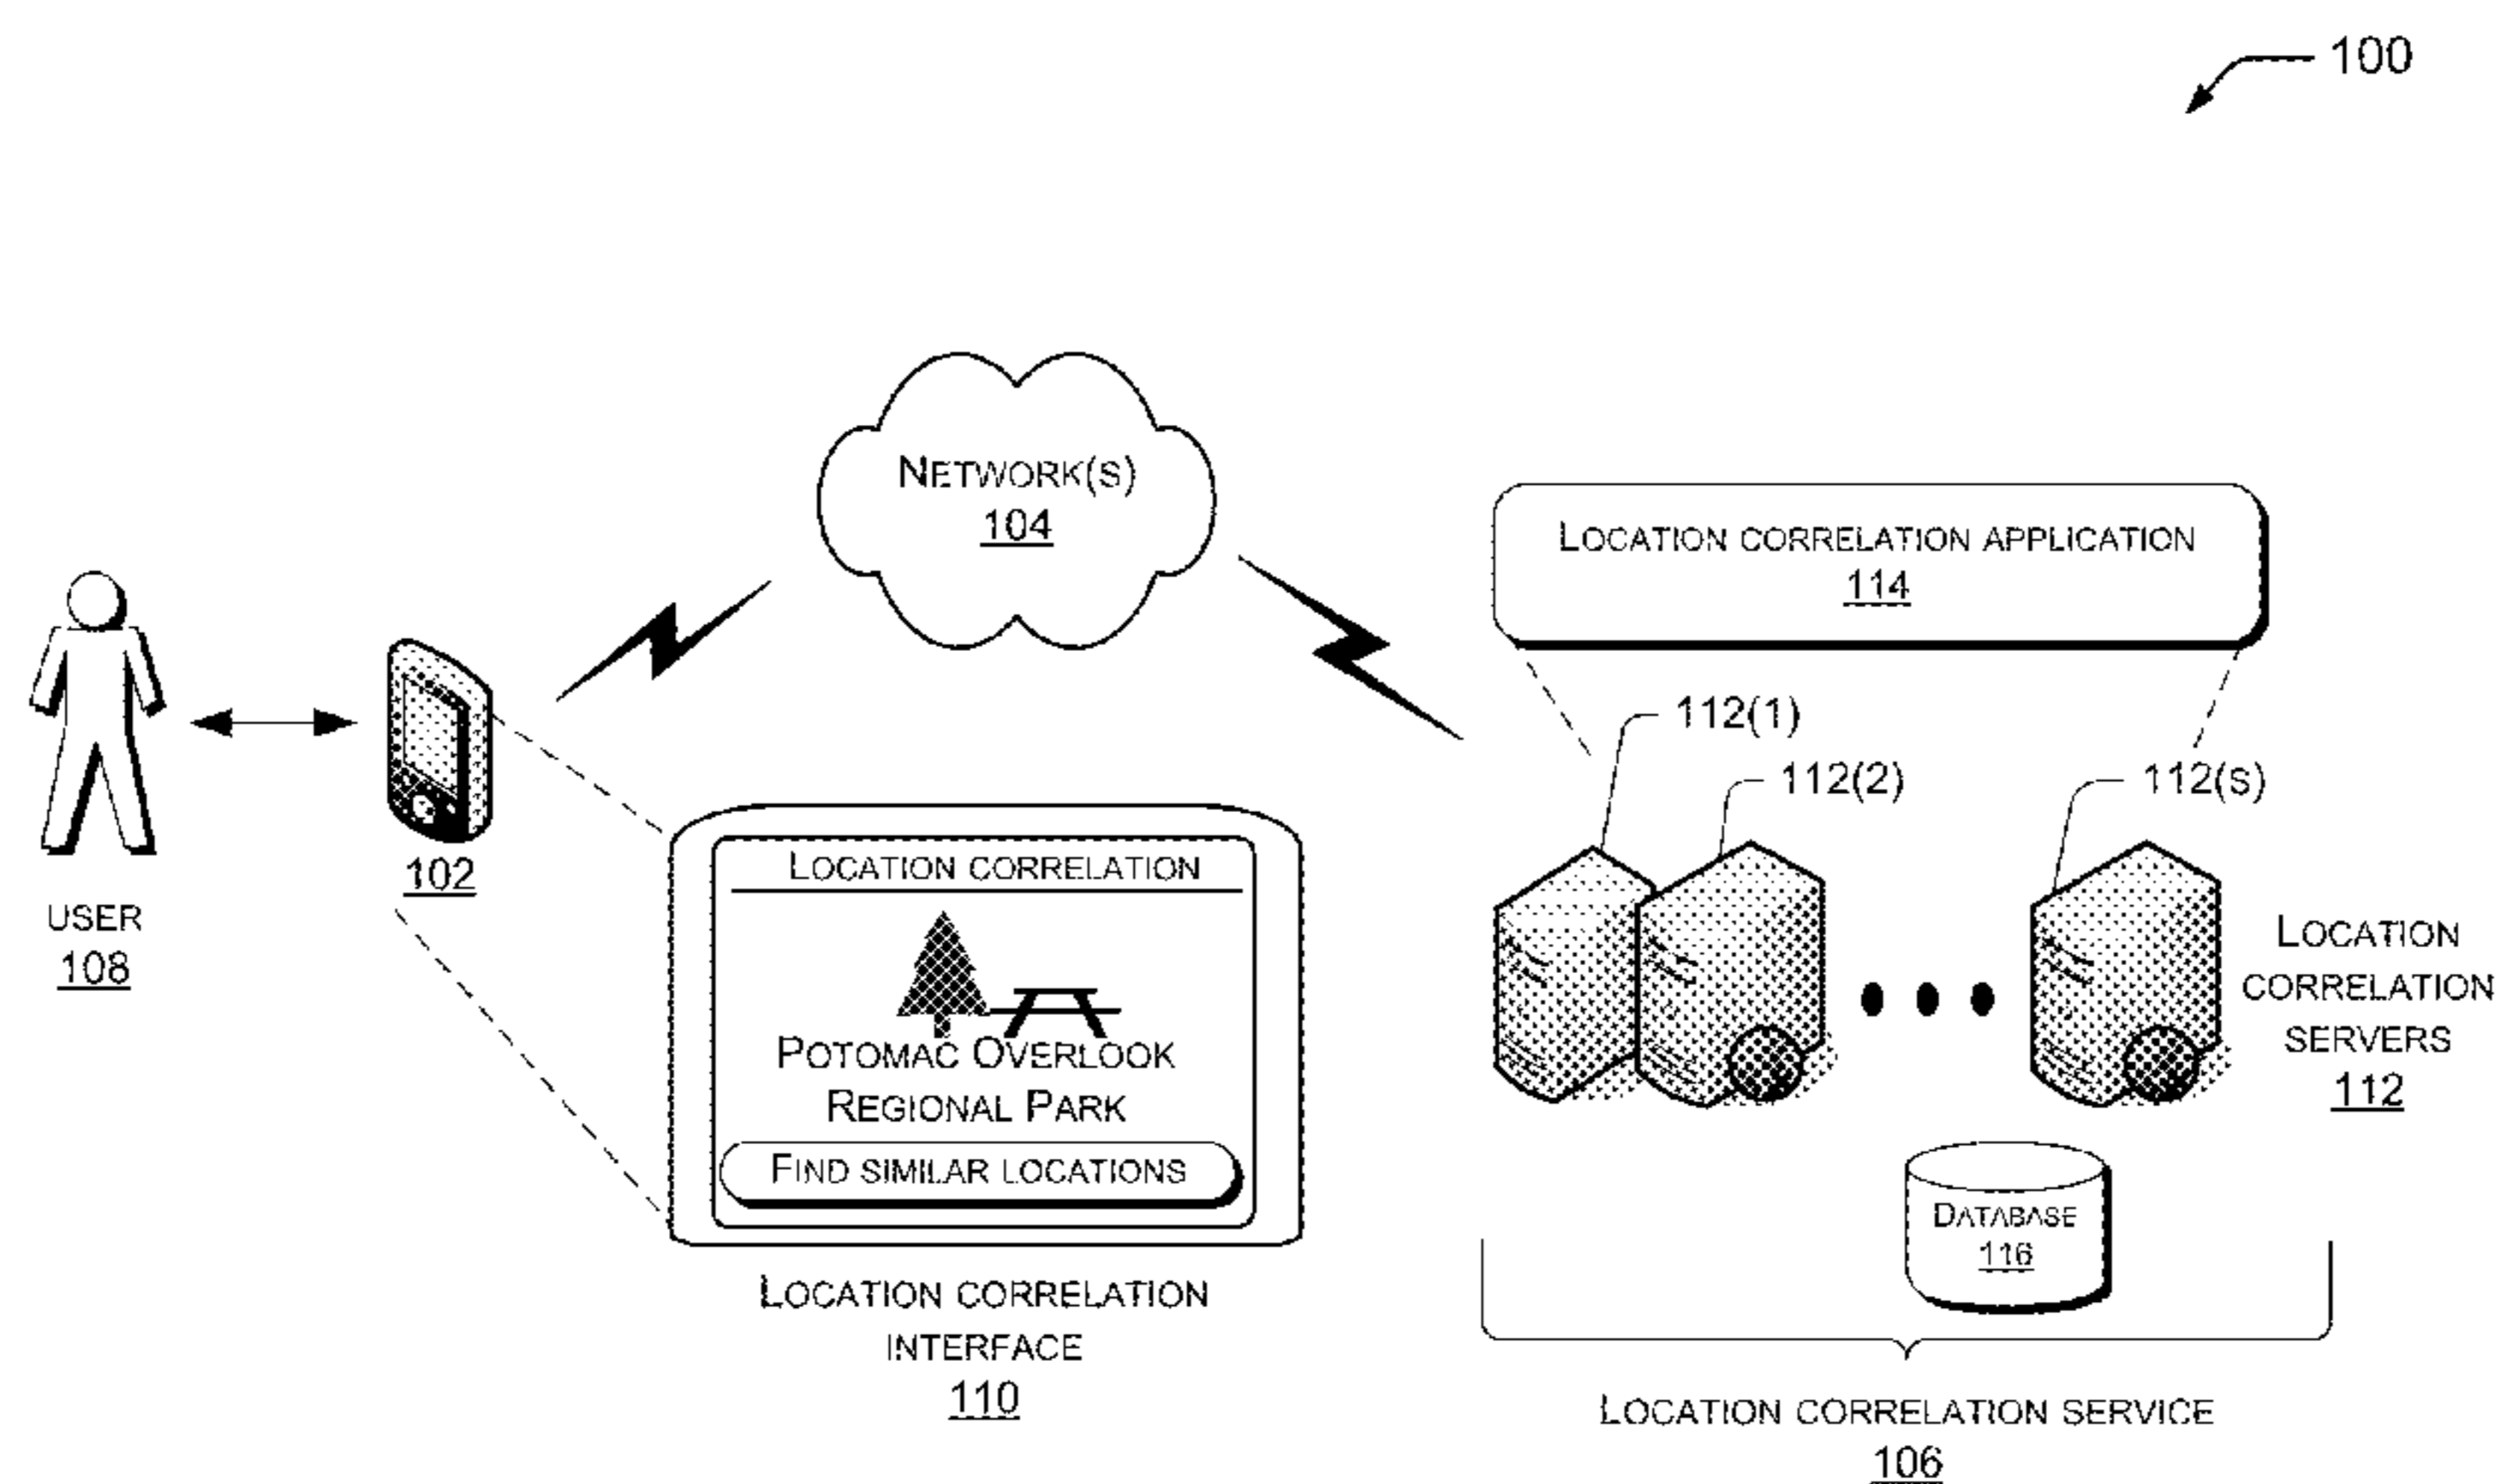 100
NETWORK(S)
104
LOCATION CORRELATION APPLICATION
114
112(1)
112(2)
112(S)
102
USER
108
LOCATION CORRELATION
POTOMAC OVERLOOK
REGIONAL PARK
FIND SIMILAR LOCATIONS
LOCATION CORRELATION
INTERFACE
110
LOCATION
CORRELATION
SERVERS
112
DATABASE
116
LOCATION CORRELATION SERVICE
106